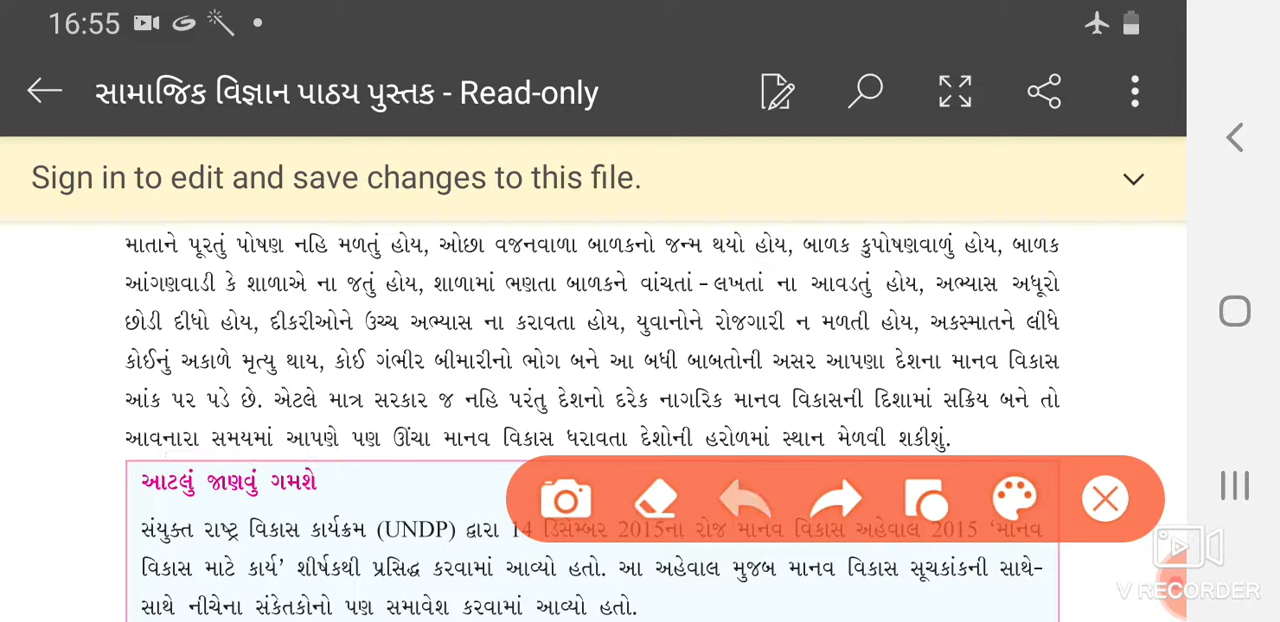 16:55
સામાજિક વિજ્ઞાન પાઠય પુસ્તક - Read-only
Sign in to edit and save changes to this file.
માતાને પૂરતું પોષણ નહિ મળતું હોય, ઓછા વજનવાળા બાળકનો જન્મ થયો હોય, બાળક કુપોષણવાળું હોય, બાળક
આંગણવાડી કે શાળાએ ના જતું હોય, શાળામાં ભણતા બાળકને વાંચતાં - લખતાં ના આવડતું હોય, અભ્યાસ અધૂરો
છોડી દીધો હોય, દીકરીઓને ઉચ્ચ અભ્યાસ ના કરાવતા હોય, યુવાનોને રોજગારી ન મળતી હોય, અકસ્માતને લીધે
કોઈનું અકાળે મૃત્યુ થાય, કોઈ ગંભીર બીમારીનો ભોગ બને આ બધી બાબતોની અસર આપણા દેશના માનવ વિકાસ
આંક પર પડે છે. એટલે માત્ર સરકાર જ નહિ પરંતુ દેશનો દરેક નાગરિક માનવ વિકાસની દિશામાં સક્રિય બને તો
આવનારા સમયમાં આપણે પણ ઊંચા માનવ વિકાસ ધરાવતા દેશોની હરોળમાં સ્થાન મેળવી શકીશું.
આટલું જાણવું ગમશે
સંયુક્ત રાષ્ટ્ર વિકાસ કાર્યક્રમ (UNDP) દ્વારા 14 ડિસેમ્બર 2015ના રોજ માનવ વિકાસ અહેવાલ 2015 ‘માનવ
વિકાસ માટે કાર્ય’ શીર્ષકથી પ્રસિદ્ધ કરવામાં આવ્યો હતો. આ અહેવાલ મુજબ માનવ વિકાસ સૂચકાંકની સાથે-
સાથે નીચેના સંકેતકોનો પણ સમાવેશ કરવામાં આવ્યો હતો.
V RECORDER